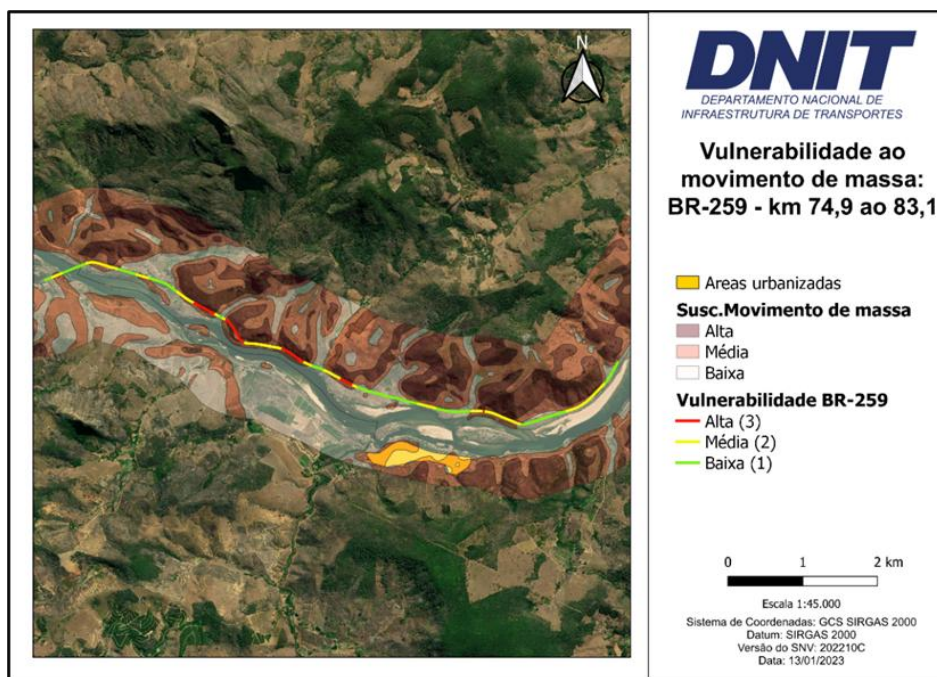 N
DNIT
DEPARTAMENTO NACIONAL DE
INFRAESTRUTURA DE TRANSPORTES
Vulnerabilidade ao
movimento de massa:
BR-259 - km 74,9 ao 83,1
Areas urbanizadas
Susc.Movimento de massa
Alta
Média
Baixa
Vulnerabilidade BR-259
Alta (3)
Média (2)
Baixa (1)
0 1 2 km
Escala 1:45.000
Sistema de Coordenadas: GCS SIRGAS 2000
Datum: SIRGAS 2000
Versão do SNV: 202210C
Data: 13/01/2023